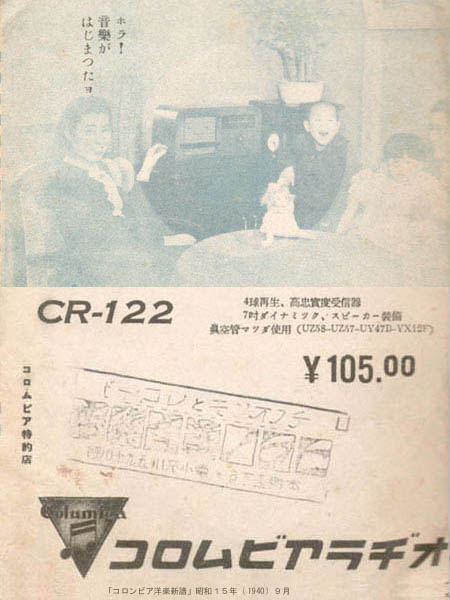 ホラ!
音樂が
はじまつたヨ
CR-122
4球再生、高忠實度受信器
7吋ダイナミツク、スピーカー裝備
眞空管マツダ使用 (UZ58-UZ57-UY47B-KX12F)
¥105.00
コロムビア特約店
Columbia
コロムビアラヂオ
「コロンビア洋楽新譜」昭和15年（1940）9月